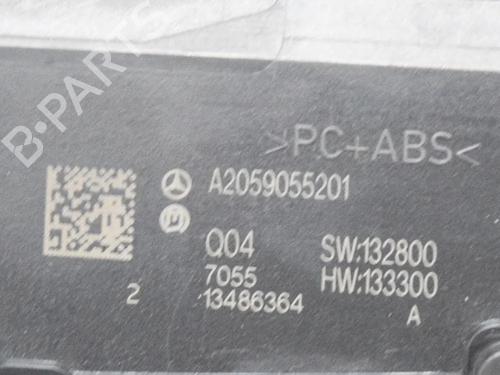 >PC+ABS<
A2059055201
Q04 SW:132800
7055 HW:133300
13486364
2 A
B-PARTS